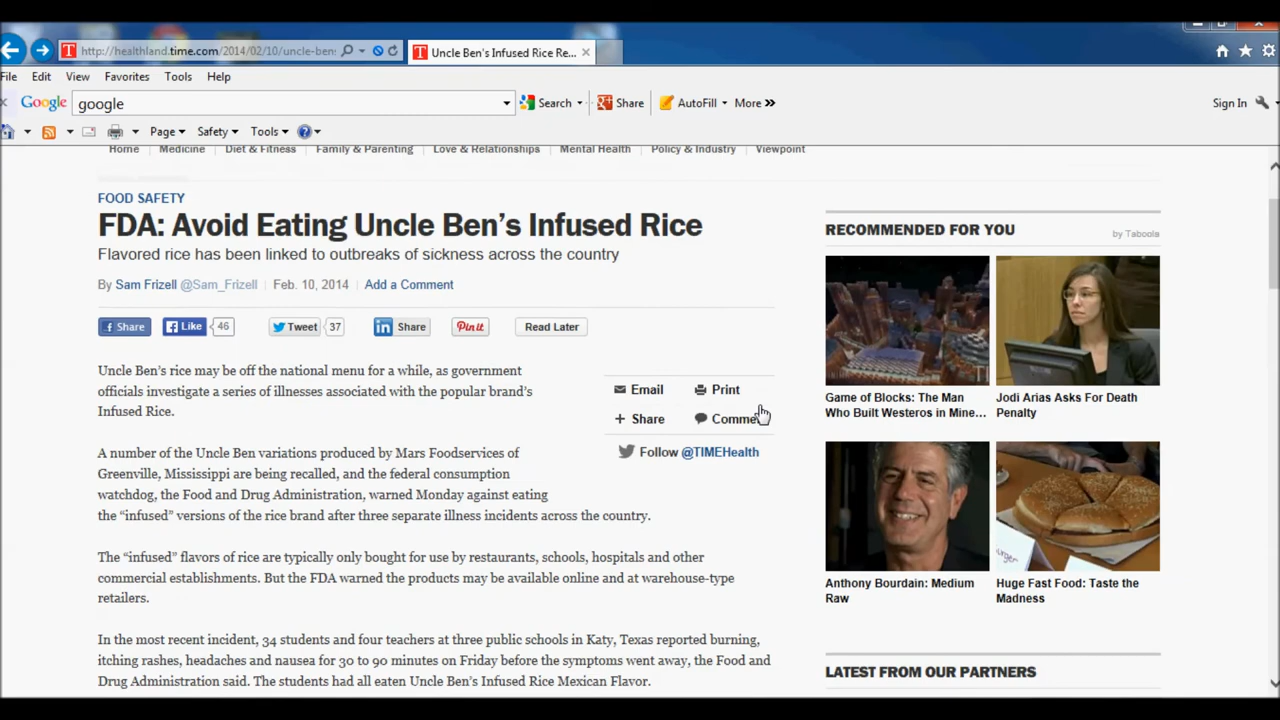 http://healthland.time.com/2014/02/10/uncle-ben:
Uncle Ben's Infused Rice Re...
File Edit View Favorites Tools Help
Google google Search Share AutoFill More » Sign In
Page Safety Tools
Home Medicine Diet & Fitness Family & Parenting Love & Relationships Mental Health Policy & Industry Viewpoint
FOOD SAFETY
FDA: Avoid Eating Uncle Ben's Infused Rice
Flavored rice has been linked to outbreaks of sickness across the country
By Sam Frizell @Sam_Frizell | Feb. 10, 2014 | Add a Comment
Share Like 46 Tweet 37 Share Pin it Read Later
Uncle Ben's rice may be off the national menu for a while, as government
officials investigate a series of illnesses associated with the popular brand's
Infused Rice.
Email Print
Share Comme
Follow @TIMEHealth
A number of the Uncle Ben variations produced by Mars Foodservices of
Greenville, Mississippi are being recalled, and the federal consumption
watchdog, the Food and Drug Administration, warned Monday against eating
the “infused” versions of the rice brand after three separate illness incidents across the country.
The “infused” flavors of rice are typically only bought for use by restaurants, schools, hospitals and other
commercial establishments. But the FDA warned the products may be available online and at warehouse-type
retailers.
In the most recent incident, 34 students and four teachers at three public schools in Katy, Texas reported burning,
itching rashes, headaches and nausea for 30 to 90 minutes on Friday before the symptoms went away, the Food and
Drug Administration said. The students had all eaten Uncle Ben's Infused Rice Mexican Flavor.
RECOMMENDED FOR YOU
by Taboola
Game of Blocks: The Man
Who Built Westeros in Mine...
Jodi Arias Asks For Death
Penalty
Anthony Bourdain: Medium
Raw
Huge Fast Food: Taste the
Madness
LATEST FROM OUR PARTNERS